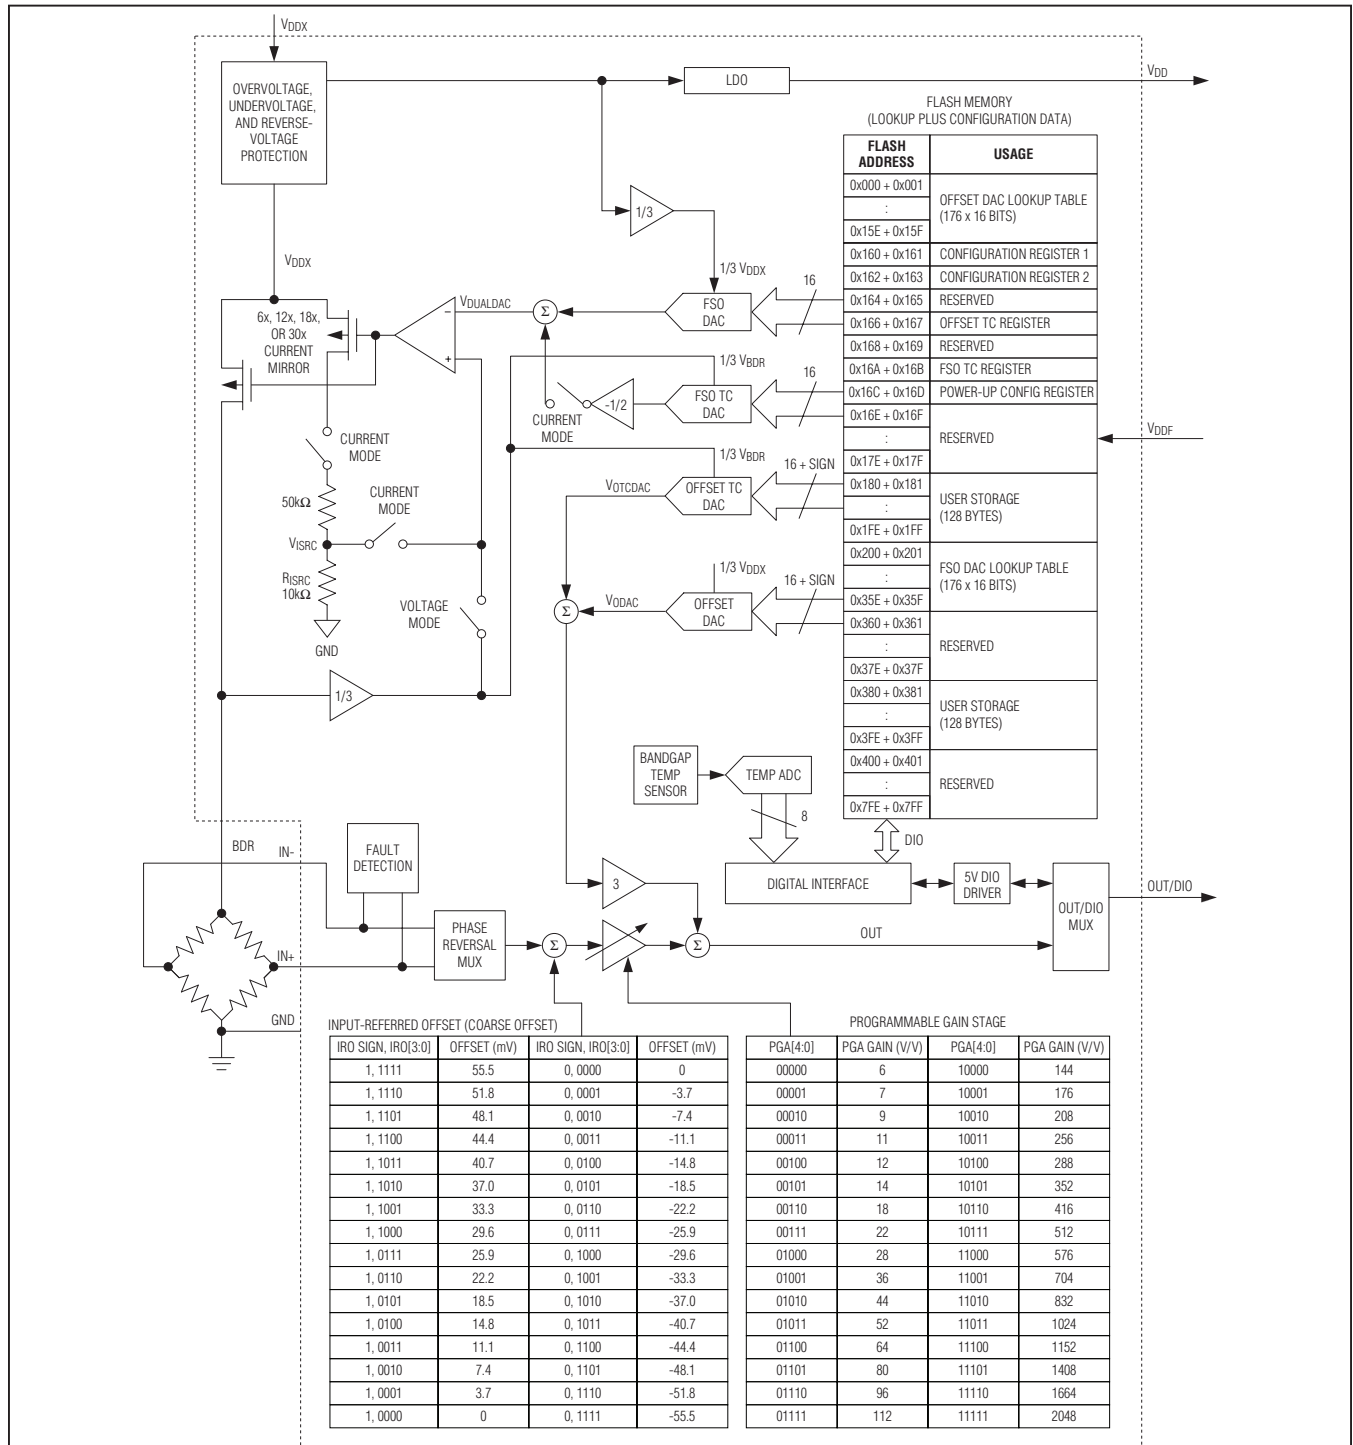 VDDX
OVERVOLTAGE,
UNDERVOLTAGE,
AND REVERSE-
VOLTAGE
PROTECTION
LDO
VDD
1/3
VDDX
1/3 VDDX
FSO
DAC
16
VDUALDAC
Σ
−
+
6x, 12x, 18x,
OR 30x
CURRENT
MIRROR
1/3 VBDR
FSO TC
DAC
16
-1/2
CURRENT
MODE
CURRENT
MODE
50kΩ
CURRENT
MODE
VISRC
RISRC
10kΩ
GND
VOLTAGE
MODE
1/3
1/3 VBDR
VOTCDAC
OFFSET TC
DAC
16 + SIGN
1/3 VDDX
Σ
VODAC
OFFSET
DAC
16 + SIGN
FLASH MEMORY
(LOOKUP PLUS CONFIGURATION DATA)
FLASH
ADDRESS
USAGE
0x000 + 0x001
:
0x15E + 0x15F
OFFSET DAC LOOKUP TABLE
(176 x 16 BITS)
0x160 + 0x161 CONFIGURATION REGISTER 1
0x162 + 0x163 CONFIGURATION REGISTER 2
0x164 + 0x165 RESERVED
0x166 + 0x167 OFFSET TC REGISTER
0x168 + 0x169 RESERVED
0x16A + 0x16B FSO TC REGISTER
0x16C + 0x16D POWER-UP CONFIG REGISTER
0x16E + 0x16F
:
0x17E + 0x17F
RESERVED
VDDF
0x180 + 0x181
:
0x1FE + 0x1FF
USER STORAGE
(128 BYTES)
0x200 + 0x201
:
0x35E + 0x35F
FSO DAC LOOKUP TABLE
(176 x 16 BITS)
0x360 + 0x361
:
0x37E + 0x37F
RESERVED
0x380 + 0x381
:
0x3FE + 0x3FF
USER STORAGE
(128 BYTES)
0x400 + 0x401
:
0x7FE + 0x7FF
RESERVED
BANDGAP
TEMP
SENSOR
TEMP ADC
8
DIO
DIGITAL INTERFACE
5V DIO
DRIVER
OUT/DIO
MUX
OUT/DIO
BDR
IN-
FAULT
DETECTION
IN+
PHASE
REVERSAL
MUX
Σ
3
Σ
OUT
GND
INPUT-REFERRED OFFSET (COARSE OFFSET)
IRO SIGN, IRO[3:0] OFFSET (mV) IRO SIGN, IRO[3:0] OFFSET (mV)
1, 1111 55.5 0, 0000 0
1, 1110 51.8 0, 0001 -3.7
1, 1101 48.1 0, 0010 -7.4
1, 1100 44.4 0, 0011 -11.1
1, 1011 40.7 0, 0100 -14.8
1, 1010 37.0 0, 0101 -18.5
1, 1001 33.3 0, 0110 -22.2
1, 1000 29.6 0, 0111 -25.9
1, 0111 25.9 0, 1000 -29.6
1, 0110 22.2 0, 1001 -33.3
1, 0101 18.5 0, 1010 -37.0
1, 0100 14.8 0, 1011 -40.7
1, 0011 11.1 0, 1100 -44.4
1, 0010 7.4 0, 1101 -48.1
1, 0001 3.7 0, 1110 -51.8
1, 0000 0 0, 1111 -55.5
PROGRAMMABLE GAIN STAGE
PGA[4:0] PGA GAIN (V/V) PGA[4:0] PGA GAIN (V/V)
00000 6 10000 144
00001 7 10001 176
00010 9 10010 208
00011 11 10011 256
00100 12 10100 288
00101 14 10101 352
00110 18 10110 416
00111 22 10111 512
01000 28 11000 576
01001 36 11001 704
01010 44 11010 832
01011 52 11011 1024
01100 64 11100 1152
01101 80 11101 1408
01110 96 11110 1664
01111 112 11111 2048